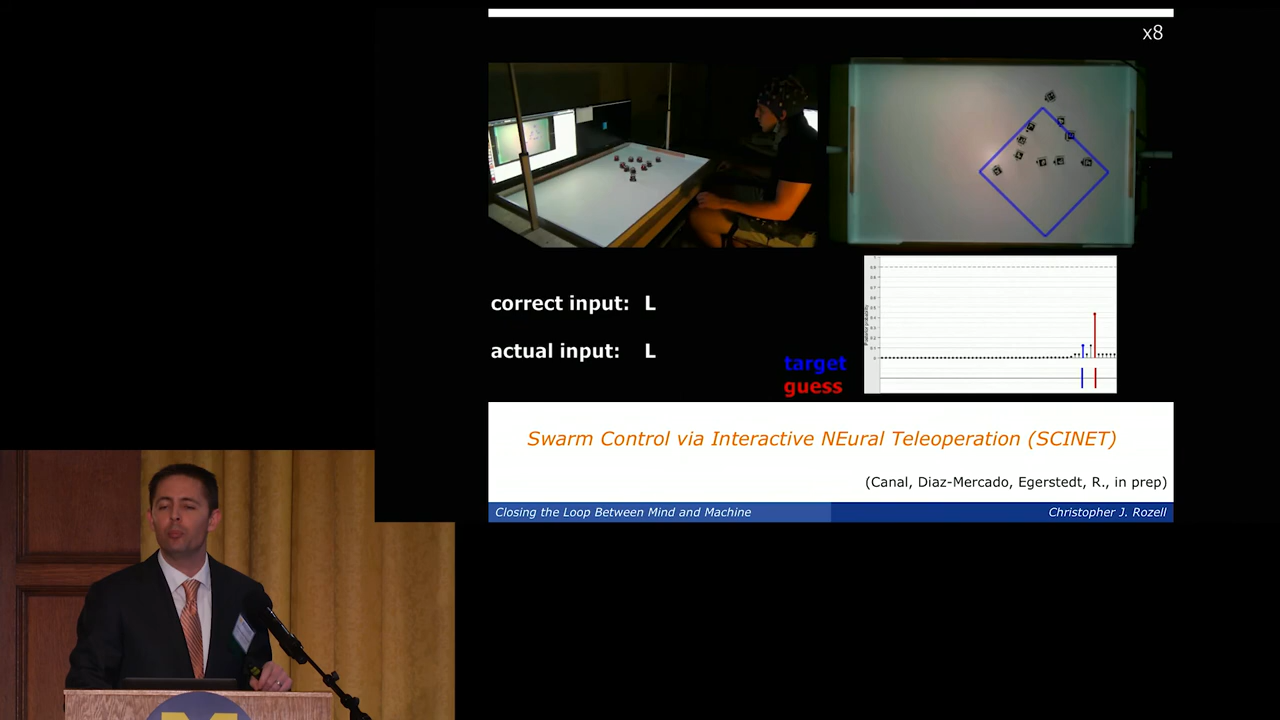 x8
correct input: L
actual input: L
target
guess
Swarm Control via Interactive NEural Teleoperation (SCINET)
(Canal, Diaz-Mercado, Egerstedt, R., in prep)
Closing the Loop Between Mind and Machine
Christopher J. Rozell
M